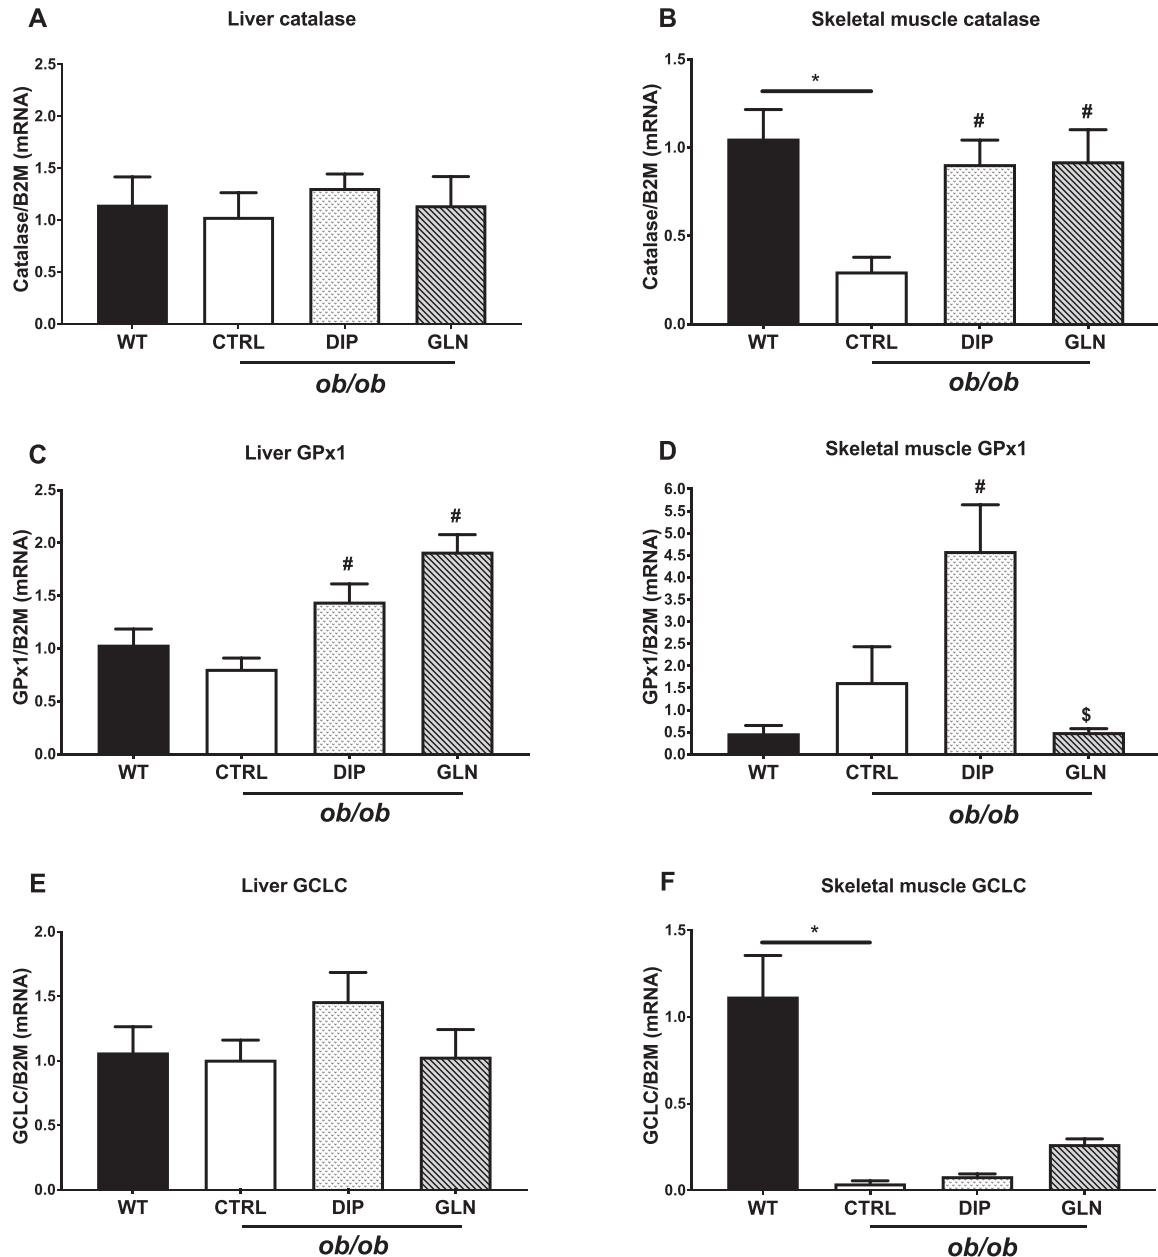 A
Liver catalase
Catalase/B2M (mRNA)
2.5
2.0
1.5
1.0
0.5
0.0
WT CTRL DIP GLN
ob/ob
B
Skeletal muscle catalase
Catalase/B2M (mRNA)
1.5
1.0
0.5
0.0
*
#
#
WT CTRL DIP GLN
ob/ob
C
Liver GPx1
GPx1/B2M (mRNA)
2.5
2.0
1.5
1.0
0.5
0.0
#
#
WT CTRL DIP GLN
ob/ob
D
Skeletal muscle GPx1
GPx1/B2M (mRNA)
6.0
5.5
5.0
4.5
4.0
3.5
3.0
2.5
2.0
1.5
1.0
0.5
0.0
#
$
WT CTRL DIP GLN
ob/ob
E
Liver GCLC
GCLC/B2M (mRNA)
2.0
1.5
1.0
0.5
0.0
WT CTRL DIP GLN
ob/ob
F
Skeletal muscle GCLC
GCLC/B2M (mRNA)
1.5
1.0
0.5
0.0
*
WT CTRL DIP GLN
ob/ob